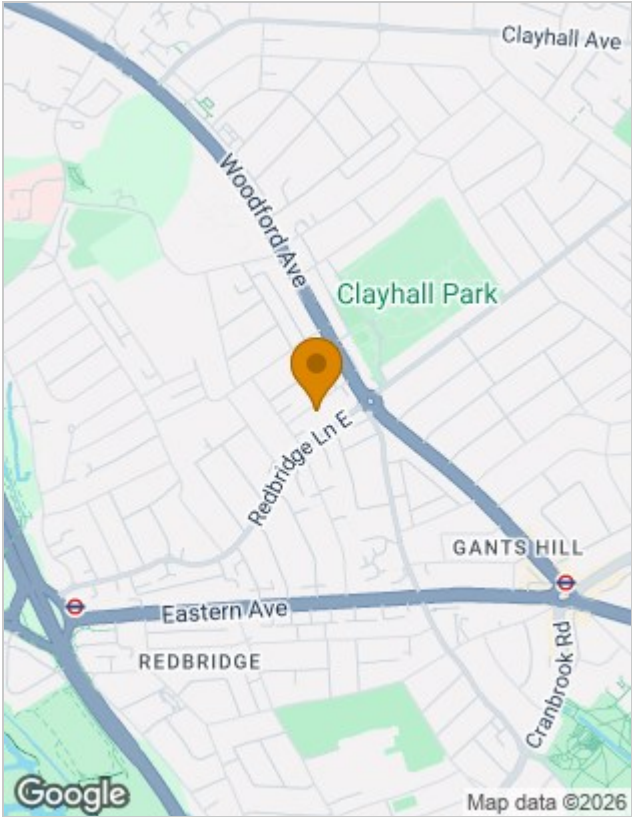 Clayhall Ave
Woodford Ave
Clayhall Park
Redbridge Ln E
GANTS HILL
Eastern Ave
REDBRIDGE
Cranbrook Rd
Google
Map data ©2026